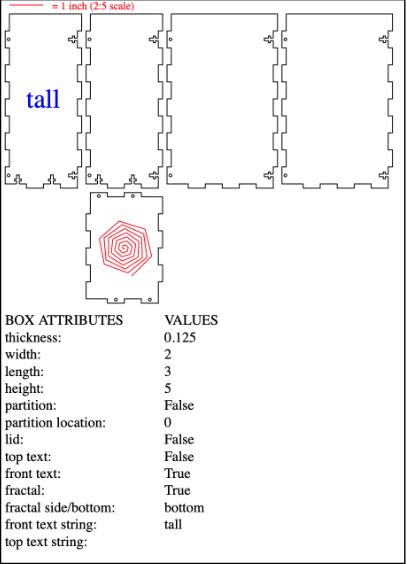 = 1 inch (2:5 scale)
tall
BOX ATTRIBUTES VALUES
thickness: 0.125
width: 2
length: 3
height: 5
partition: False
partition location: 0
lid: False
top text: False
front text: True
fractal: True
fractal side/bottom: bottom
front text string: tall
top text string: